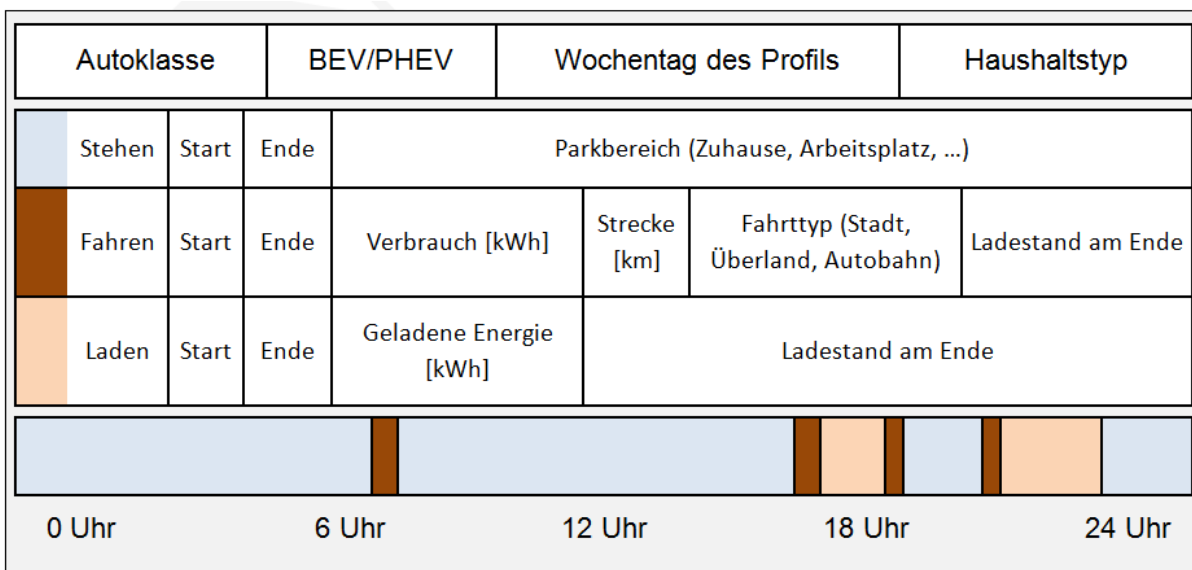 Autoklasse BEV/PHEV Wochentag des Profils Haushaltstyp
Stehen Start Ende Parkbereich (Zuhause, Arbeitsplatz, ...)
Fahren Start Ende Verbrauch [kWh] Strecke
[km] Fahrttyp (Stadt,
Überland, Autobahn) Ladestand am Ende
Laden Start Ende Geladene Energie
[kWh] Ladestand am Ende
0 Uhr 6 Uhr 12 Uhr 18 Uhr 24 Uhr